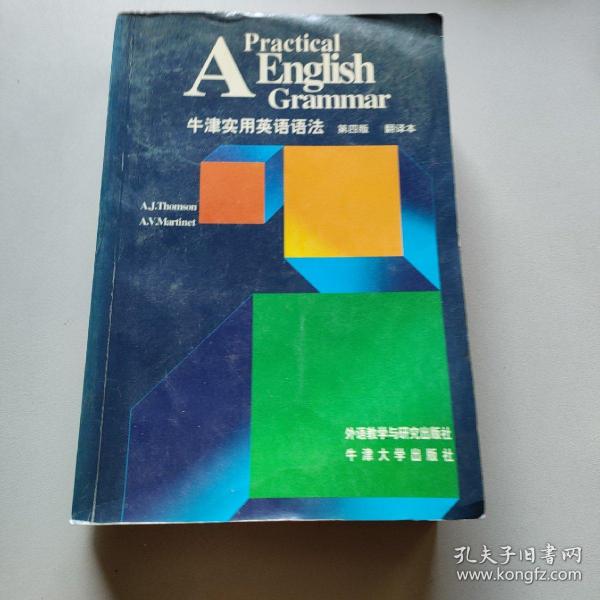 A Practical
English
Grammar
牛津实用英语语法 第四版 翻译本
A.J.Thomson
A.V.Martinet
外语教学与研究出版社
牛津大学出版社
孔夫子旧书网
www.kongfz.com